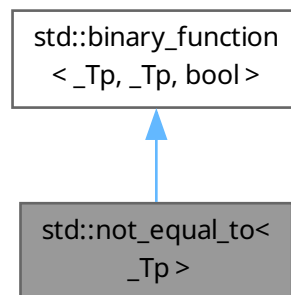 std::binary_function
< _Tp, _Tp, bool >
std::not_equal_to<
_Tp >